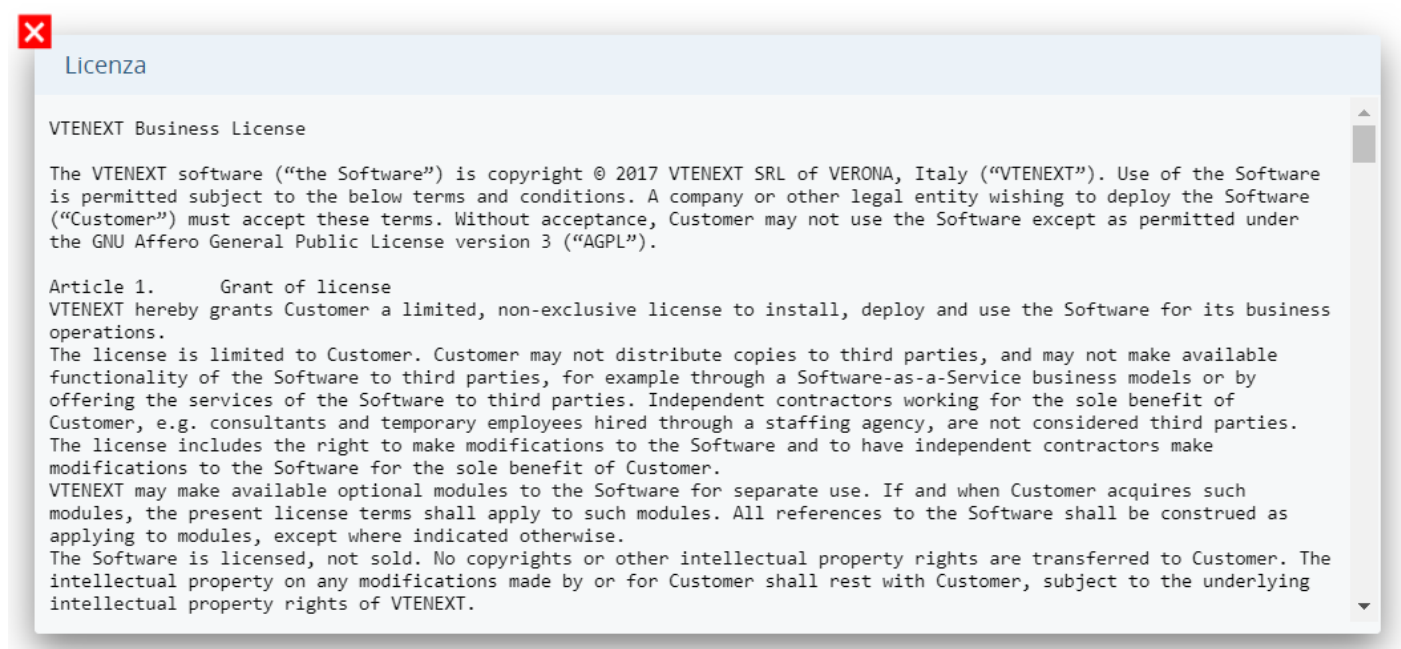 Licenza
VTENEXT Business License
The VTENEXT software (“the Software”) is copyright © 2017 VTENEXT SRL of VERONA, Italy (“VTENEXT”). Use of the Software
is permitted subject to the below terms and conditions. A company or other legal entity wishing to deploy the Software
(“Customer”) must accept these terms. Without acceptance, Customer may not use the Software except as permitted under
the GNU Affero General Public License version 3 (“AGPL”).
Article 1. Grant of license
VTENEXT hereby grants Customer a limited, non-exclusive license to install, deploy and use the Software for its business
operations.
The license is limited to Customer. Customer may not distribute copies to third parties, and may not make available
functionality of the Software to third parties, for example through a Software-as-a-Service business models or by
offering the services of the Software to third parties. Independent contractors working for the sole benefit of
Customer, e.g. consultants and temporary employees hired through a staffing agency, are not considered third parties.
The license includes the right to make modifications to the Software and to have independent contractors make
modifications to the Software for the sole benefit of Customer.
VTENEXT may make available optional modules to the Software for separate use. If and when Customer acquires such
modules, the present license terms shall apply to such modules. All references to the Software shall be construed as
applying to modules, except where indicated otherwise.
The Software is licensed, not sold. No copyrights or other intellectual property rights are transferred to Customer. The
intellectual property on any modifications made by or for Customer shall rest with Customer, subject to the underlying
intellectual property rights of VTENEXT.